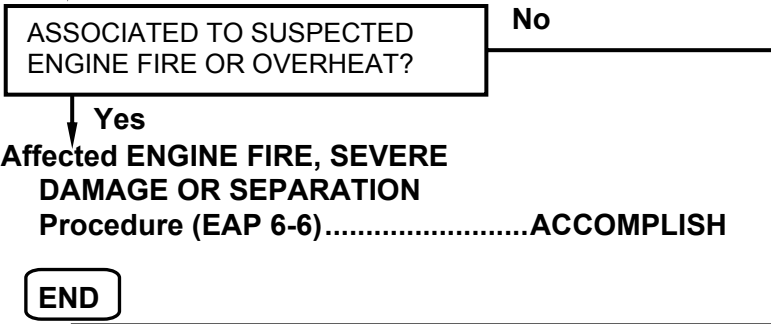 ASSOCIATED TO SUSPECTED
ENGINE FIRE OR OVERHEAT?
No
Yes
Affected ENGINE FIRE, SEVERE
DAMAGE OR SEPARATION
Procedure (EAP 6-6).........................ACCOMPLISH
END